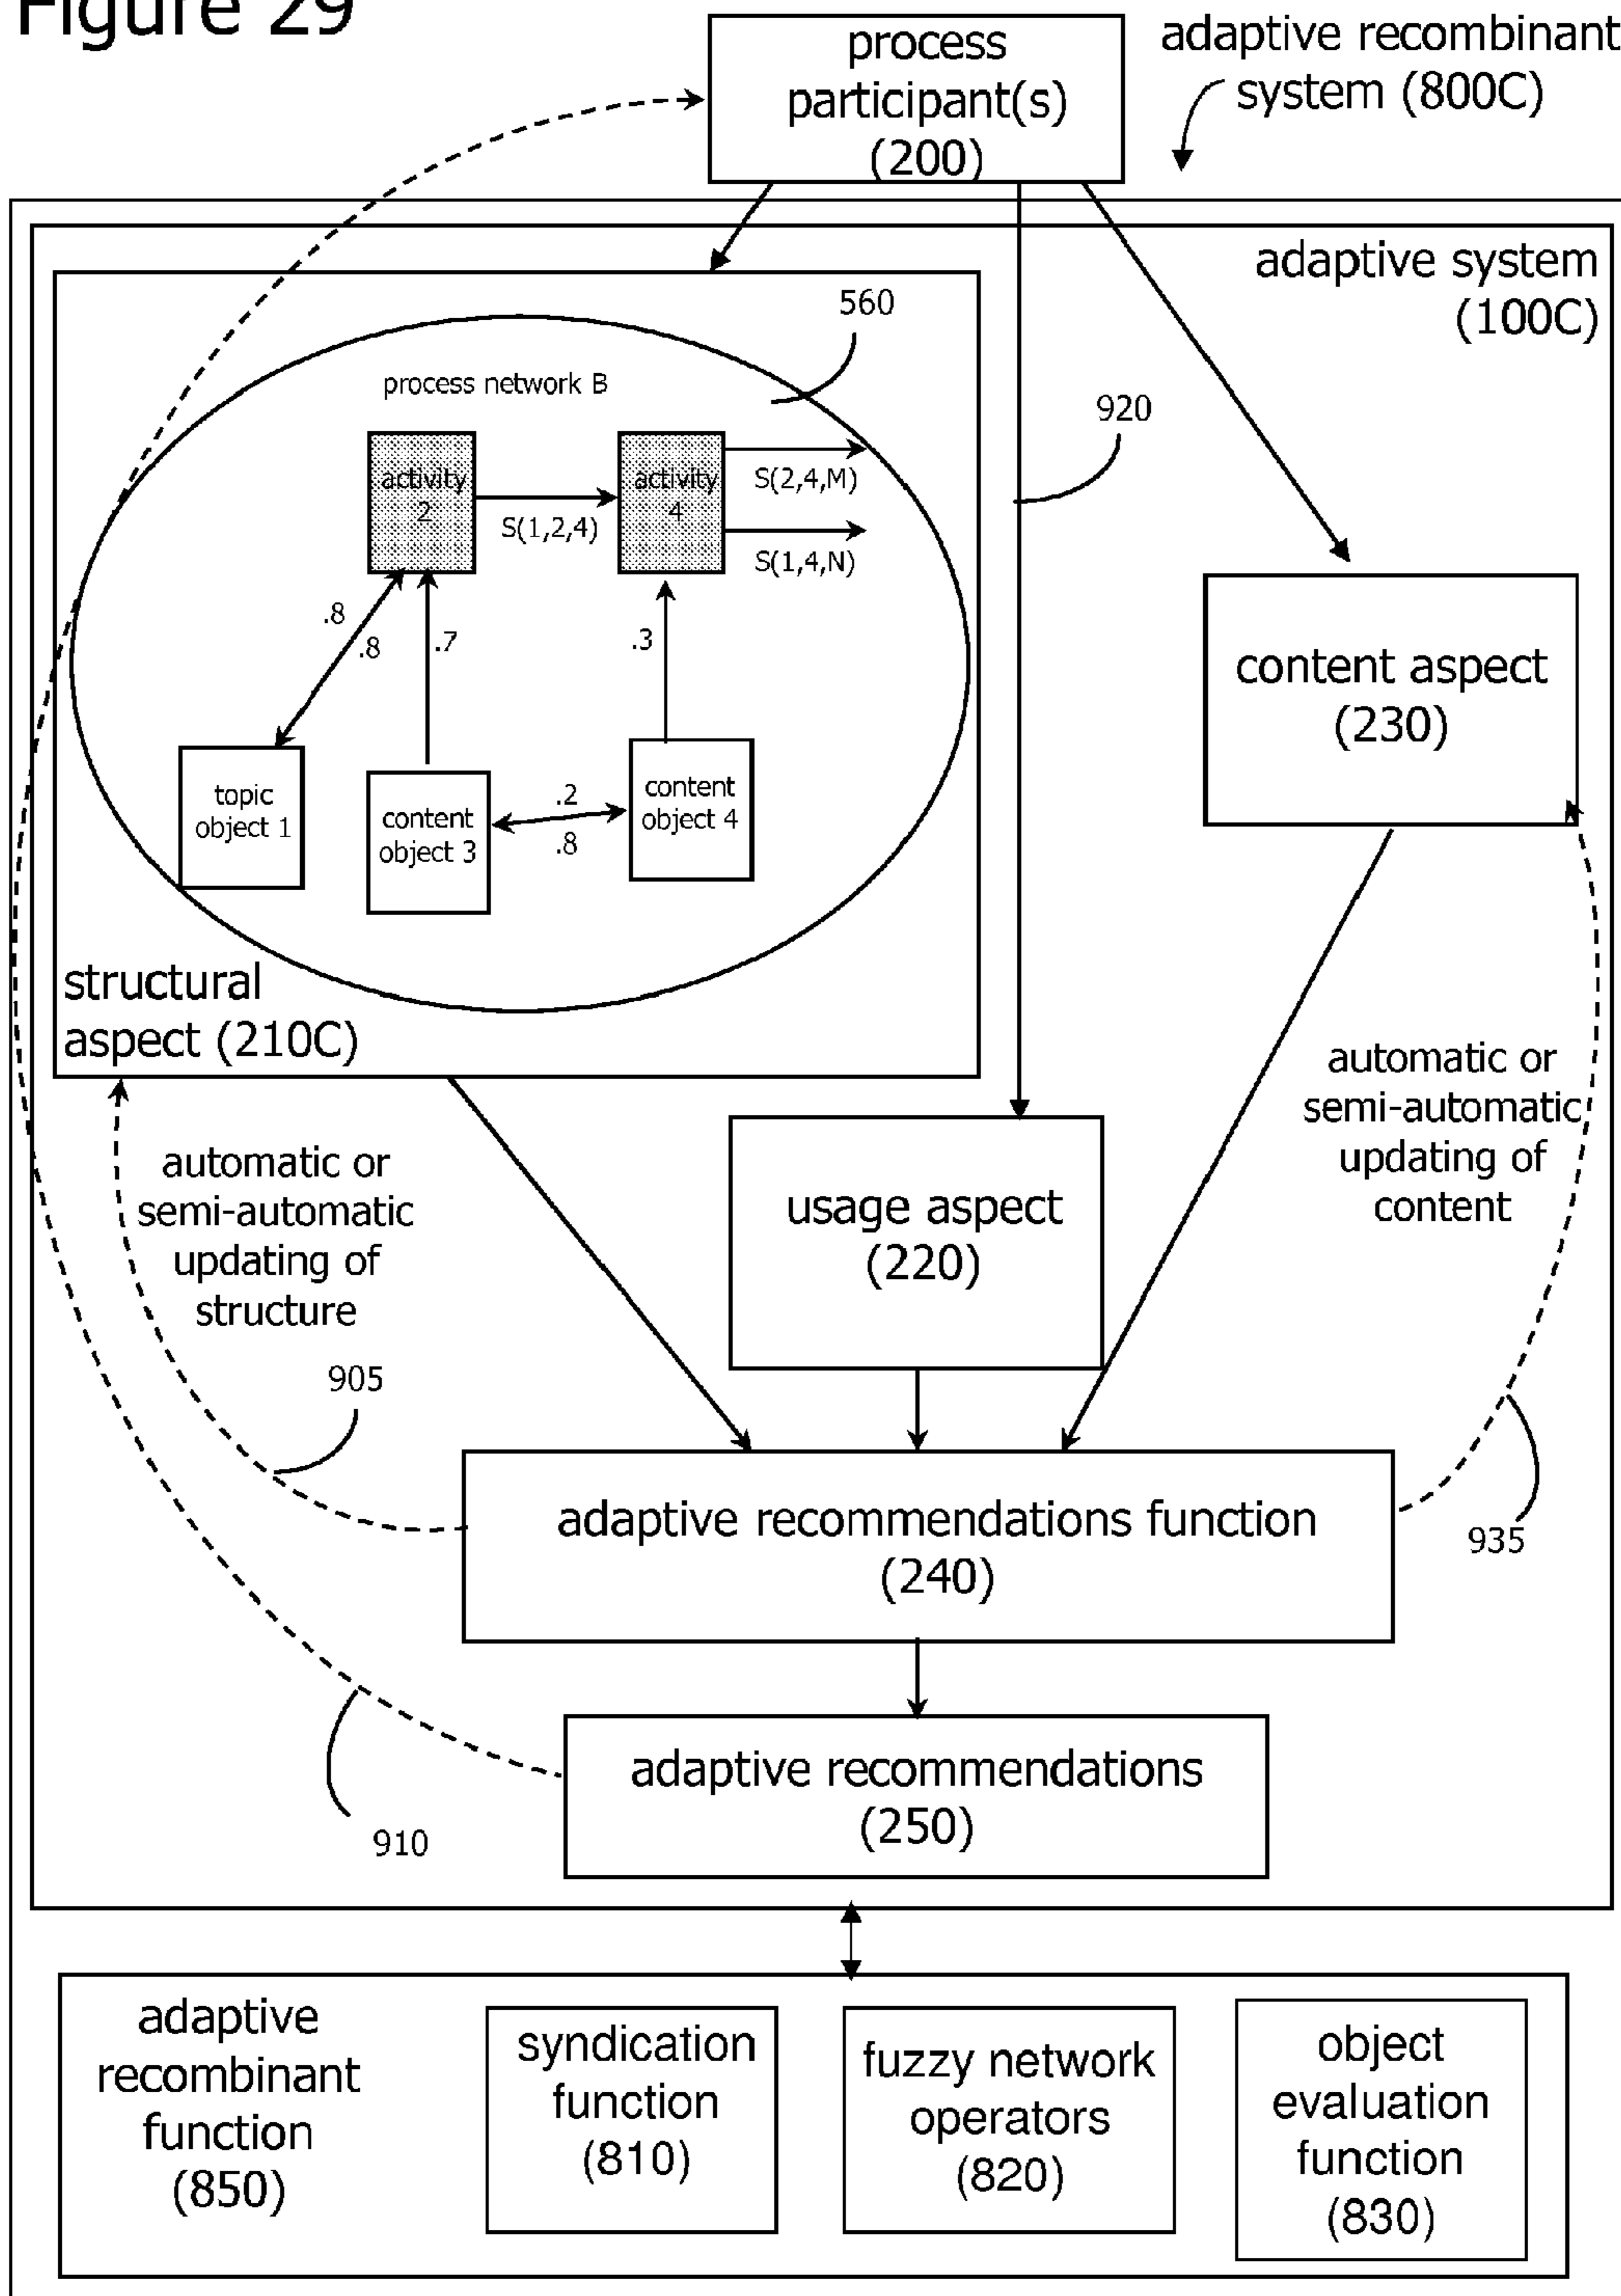 Figure 29
process
participant(s)
(200)
adaptive recombinant
system (800C)
adaptive system
(100C)
560
process network B
920
activity
2
S(1,2,4)
activity
4
S(2,4,M)
S(1,4,N)
.8
.8
.7
.3
topic
object 1
content
object 3
.2
.8
content
object 4
content aspect
(230)
structural
aspect (210C)
automatic or
semi-automatic
updating of
structure
905
usage aspect
(220)
automatic or
semi-automatic
updating of
content
935
adaptive recommendations function
(240)
adaptive recommendations
(250)
910
adaptive
recombinant
function
(850)
syndication
function
(810)
fuzzy network
operators
(820)
object
evaluation
function
(830)